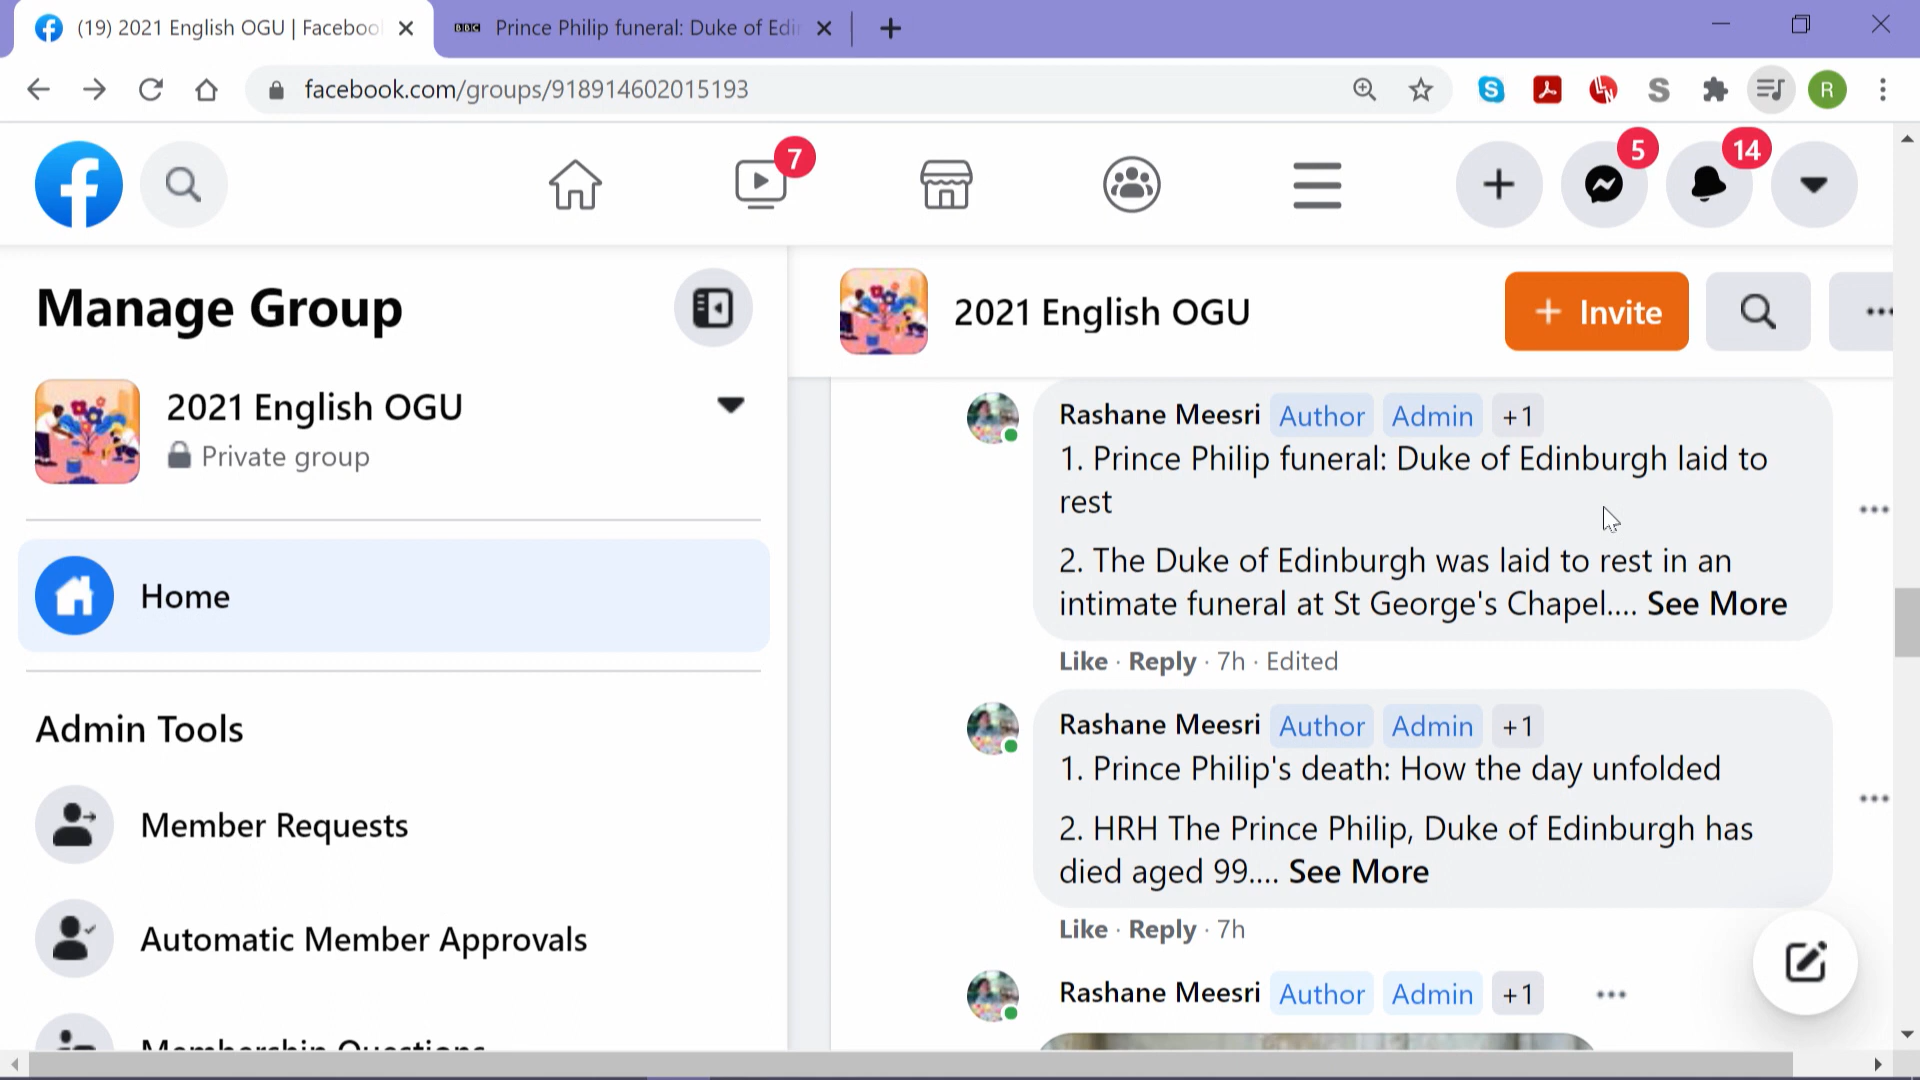 (19) 2021 English OGU | Faceboo
BBC Prince Philip funeral: Duke of Edi
facebook.com/groups/918914602015193
S
R
7
5
14
Manage Group
2021 English OGU
Private group
Home
Admin Tools
Member Requests
Automatic Member Approvals
Membership Questions
2021 English OGU
+ Invite
Rashane Meesri Author Admin +1
1. Prince Philip funeral: Duke of Edinburgh laid to
rest
2. The Duke of Edinburgh was laid to rest in an
intimate funeral at St George's Chapel.... See More
Like · Reply · 7h · Edited
Rashane Meesri Author Admin +1
1. Prince Philip's death: How the day unfolded
2. HRH The Prince Philip, Duke of Edinburgh has
died aged 99.... See More
Like · Reply · 7h
Rashane Meesri Author Admin +1